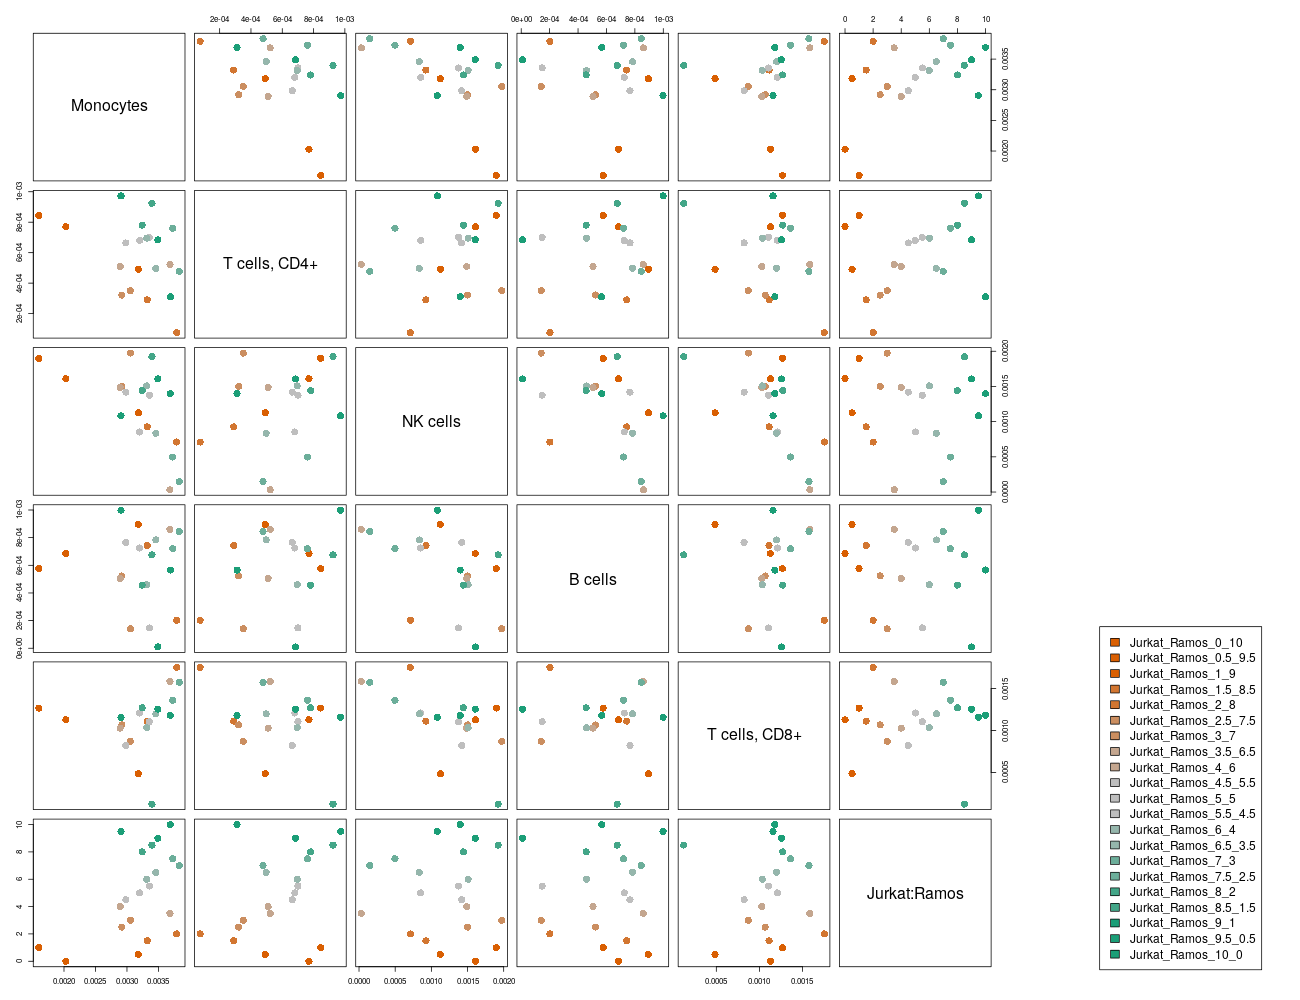 2e-04 4e-04 6e-04 8e-04 1e-03 0e+00 2e-04 4e-04 6e-04 8e-04 1e-03 0 2 4 6 8 10
Monocytes
0.0020 0.0025 0.0030 0.0035
2e-04 4e-04 6e-04 8e-04 1e-03
T cells, CD4+
NK cells
0.0000 0.0005 0.0010 0.0015 0.0020
0e+00 2e-04 4e-04 6e-04 8e-04 1e-03
B cells
T cells, CD8+
0.0005 0.0010 0.0015
0 2 4 6 8 10
Jurkat:Ramos
0.0020 0.0025 0.0030 0.0035 0.0000 0.0005 0.0010 0.0015 0.0020 0.0005 0.0010 0.0015
Jurkat_Ramos_0_10
Jurkat_Ramos_0.5_9.5
Jurkat_Ramos_1_9
Jurkat_Ramos_1.5_8.5
Jurkat_Ramos_2_8
Jurkat_Ramos_2.5_7.5
Jurkat_Ramos_3_7
Jurkat_Ramos_3.5_6.5
Jurkat_Ramos_4_6
Jurkat_Ramos_4.5_5.5
Jurkat_Ramos_5_5
Jurkat_Ramos_5.5_4.5
Jurkat_Ramos_6_4
Jurkat_Ramos_6.5_3.5
Jurkat_Ramos_7_3
Jurkat_Ramos_7.5_2.5
Jurkat_Ramos_8_2
Jurkat_Ramos_8.5_1.5
Jurkat_Ramos_9_1
Jurkat_Ramos_9.5_0.5
Jurkat_Ramos_10_0